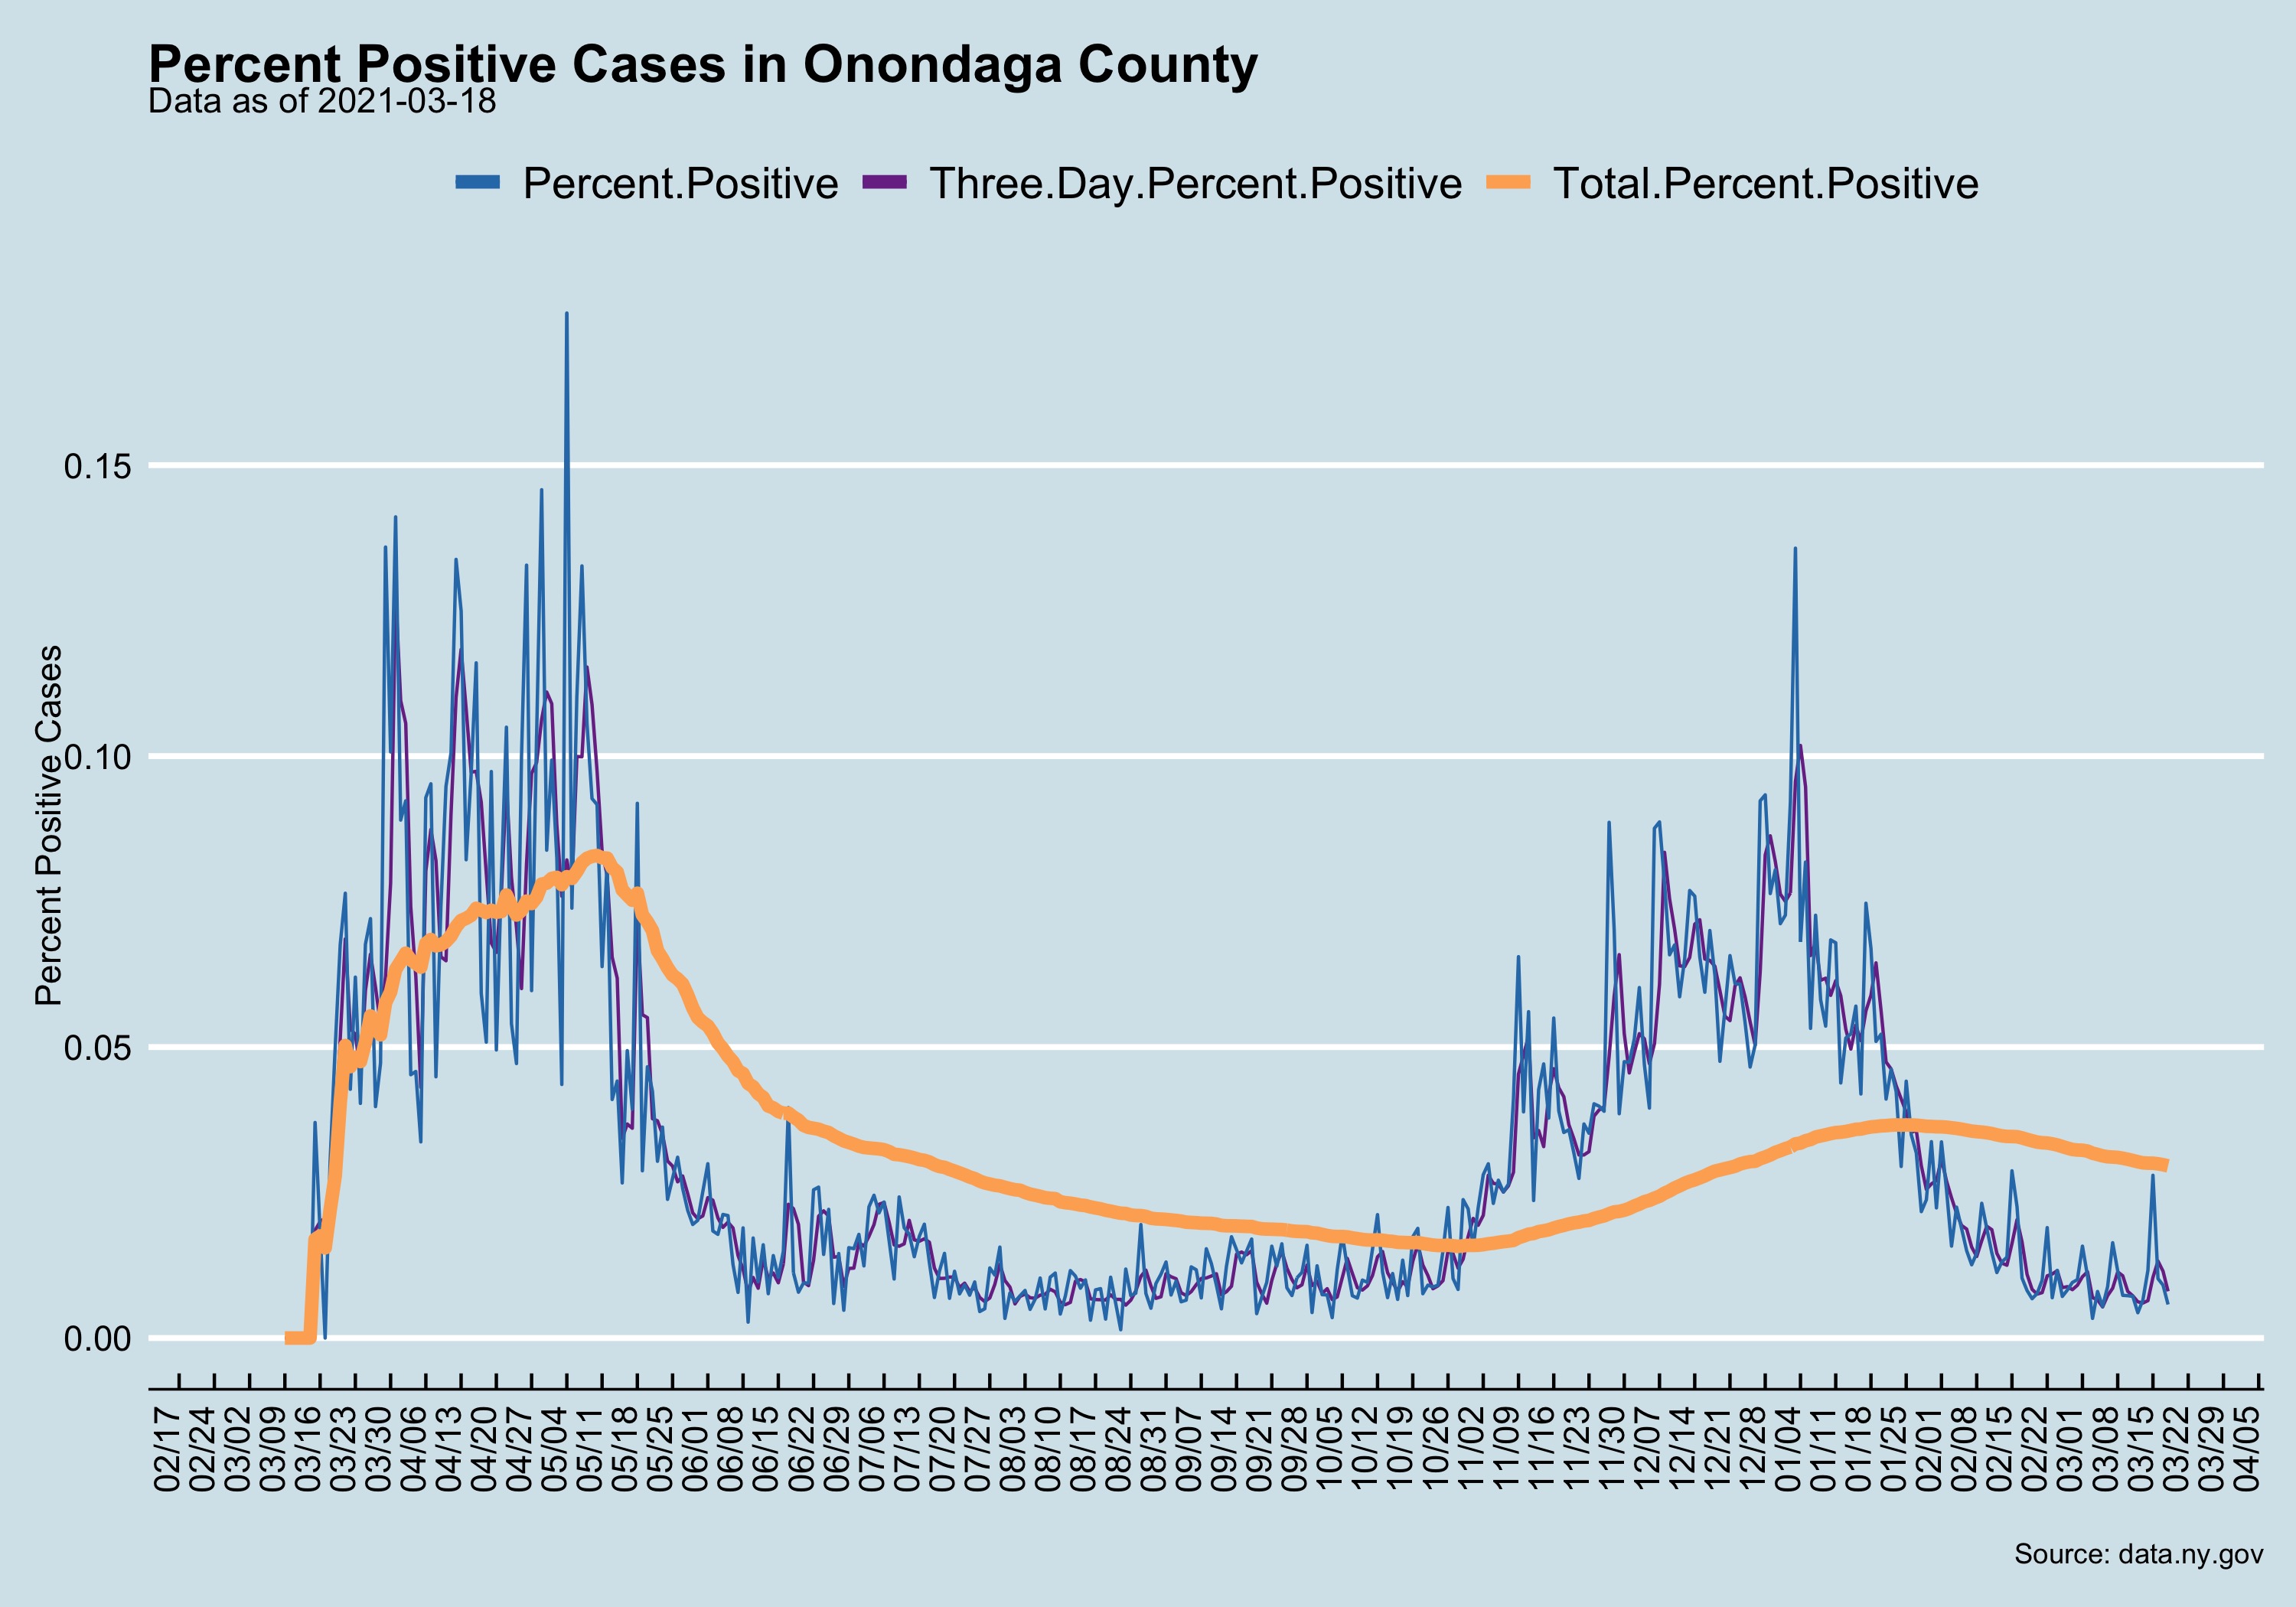 Percent Positive Cases in Onondaga County
Data as of 2021-03-18
Percent.Positive Three.Day.Percent.Positive Total.Percent.Positive
Percent Positive Cases
0.15
0.10
0.05
0.00
02/17 02/24 03/02 03/09 03/16 03/23 03/30 04/06 04/13 04/20 04/27 05/04 05/11 05/18 05/25 06/01 06/08 06/15 06/22 06/29 07/06 07/13 07/20 07/27 08/03 08/10 08/17 08/24 08/31 09/07 09/14 09/21 09/28 10/05 10/12 10/19 10/26 11/02 11/09 11/16 11/23 11/30 12/07 12/14 12/21 12/28 01/04 01/11 01/18 01/25 02/01 02/08 02/15 02/22 03/01 03/08 03/15 03/22 03/29 04/05
Source: data.ny.gov